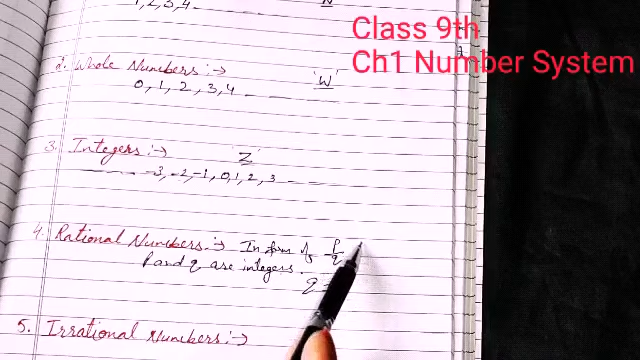 1, 2, 3, 4
Class 9th
Ch1 Number System
2. Whole Numbers :→ 'W'
0, 1, 2, 3, 4 _ _ _ _
3. Integers :→ Z
_ _ _ _ -3, -2, -1, 0, 1, 2, 3 _ _ _
4. Rational Numbers :→ In form of p/q
p and q are integers. q
5. Irrational Numbers :→